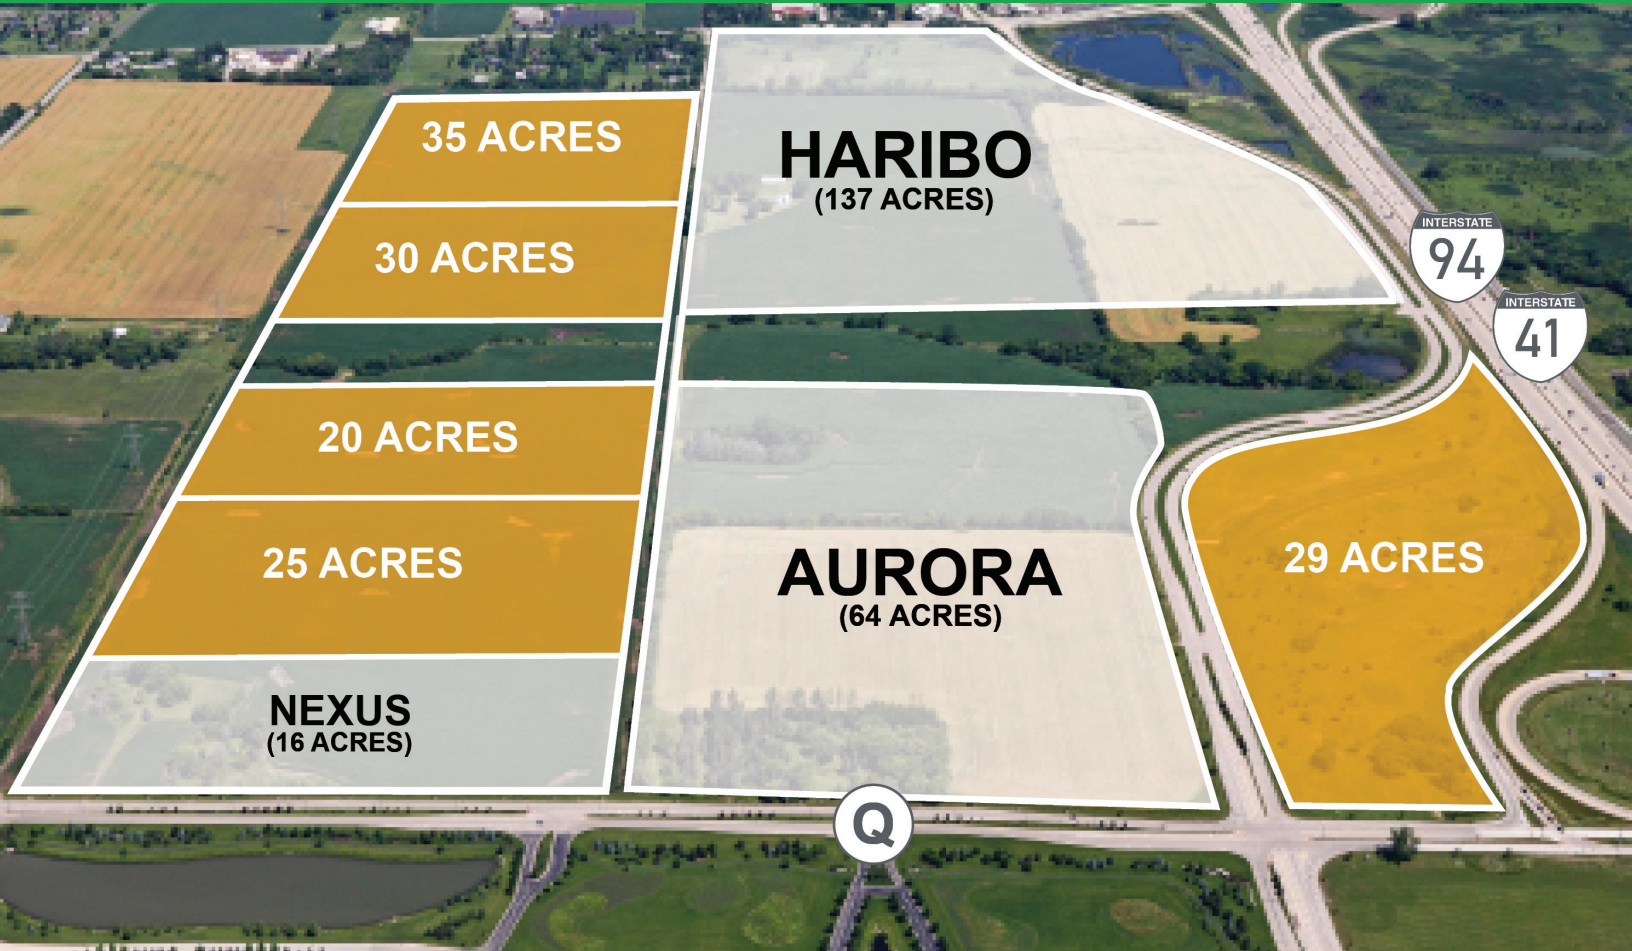 35 ACRES
HARIBO
(137 ACRES)
30 ACRES
INTERSTATE
94
INTERSTATE
41
20 ACRES
25 ACRES
AURORA
(64 ACRES)
29 ACRES
NEXUS
(16 ACRES)
Q